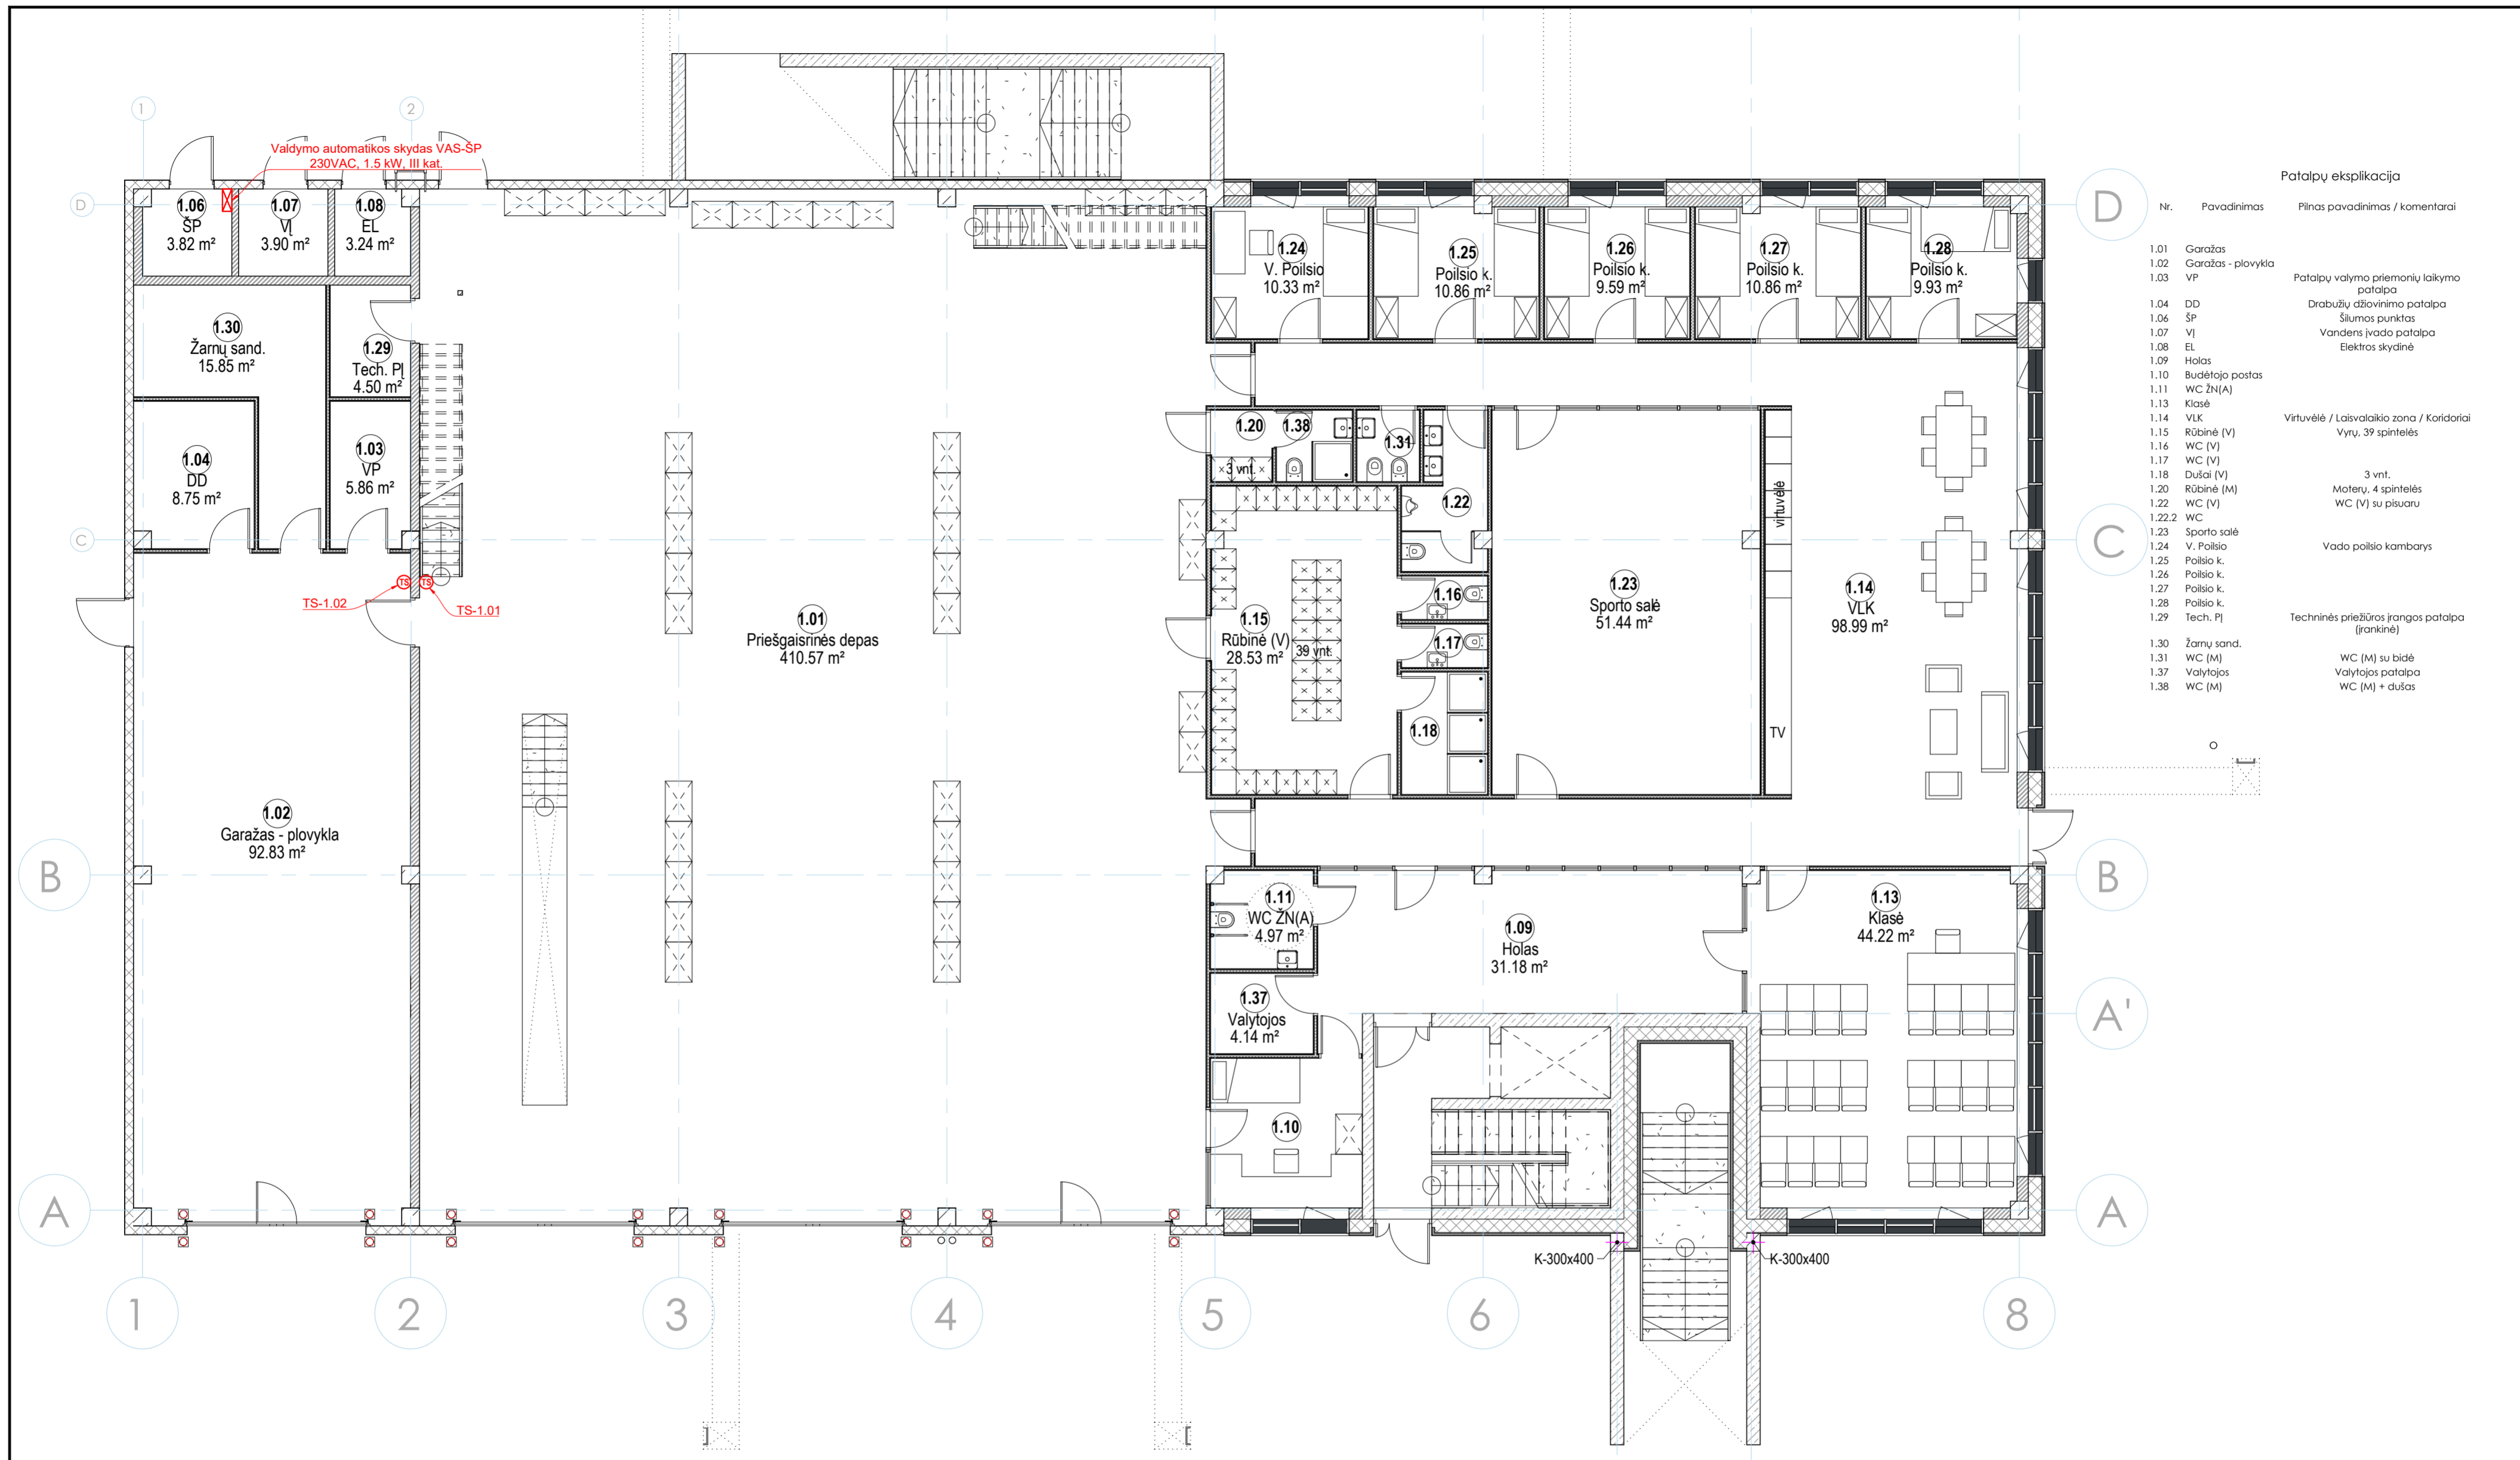 1
2
Valdymo automatikos skydas VAS-ŠP
230VAC, 1.5 kW, III kat.
D
1.06
ŠP
3.82 m²
1.07
VĮ
3.90 m²
1.08
EL
3.24 m²
1.30
Žarnų sand.
15.85 m²
1.29
Tech. PĮ
4.50 m²
1.04
DD
8.75 m²
1.03
VP
5.86 m²
C
TS
TS
TS-1.02
TS-1.01
1.02
Garažas - plovykla
92.83 m²
1.01
Priešgaisrinės depas
410.57 m²
1.24
V. Poilsio
10.33 m²
1.25
Poilsio k.
10.86 m²
1.26
Poilsio k.
9.59 m²
1.27
Poilsio k.
10.86 m²
1.28
Poilsio k.
9.93 m²
1.20
1.38
1.31
3 vnt.
1.22
1.15
Rūbinė (V)
28.53 m²
39 vnt.
1.16
1.17
1.18
1.23
Sporto salė
51.44 m²
virtuvėlė
TV
1.14
VLK
98.99 m²
1.11
WC ŽN(A)
4.97 m²
1.37
Valytojos
4.14 m²
1.10
1.09
Holas
31.18 m²
1.13
Klasė
44.22 m²
K-300x400
K-300x400
B
A
1
2
3
4
5
6
8
D
C
B
A'
A
Patalpų eksplikacija
Nr. Pavadinimas Pilnas pavadinimas / komentarai
1.01 Garažas
1.02 Garažas - plovykla
1.03 VP Patalpų valymo priemonių laikymo
patalpa
1.04 DD Drabužių džiovinimo patalpa
1.06 ŠP Šilumos punktas
1.07 VĮ Vandens įvado patalpa
1.08 EL Elektros skydinė
1.09 Holas
1.10 Budėtojo postas
1.11 WC ŽN(A)
1.13 Klasė
1.14 VLK Virtuvėlė / Laisvalaikio zona / Koridoriai
1.15 Rūbinė (V) Vyrų, 39 spintelės
1.16 WC (V)
1.17 WC (V)
1.18 Dušai (V) 3 vnt.
1.20 Rūbinė (M) Moterų, 4 spintelės
1.22 WC (V) WC (V) su pisuaru
1.22.2 WC
1.23 Sporto salė
1.24 V. Poilsio Vado poilsio kambarys
1.25 Poilsio k.
1.26 Poilsio k.
1.27 Poilsio k.
1.28 Poilsio k.
1.29 Tech. PĮ Techninės priežiūros įrangos patalpa
(įrankinė)
1.30 Žarnų sand.
1.31 WC (M) WC (M) su bidė
1.37 Valytojos Valytojos patalpa
1.38 WC (M) WC (M) + dušas